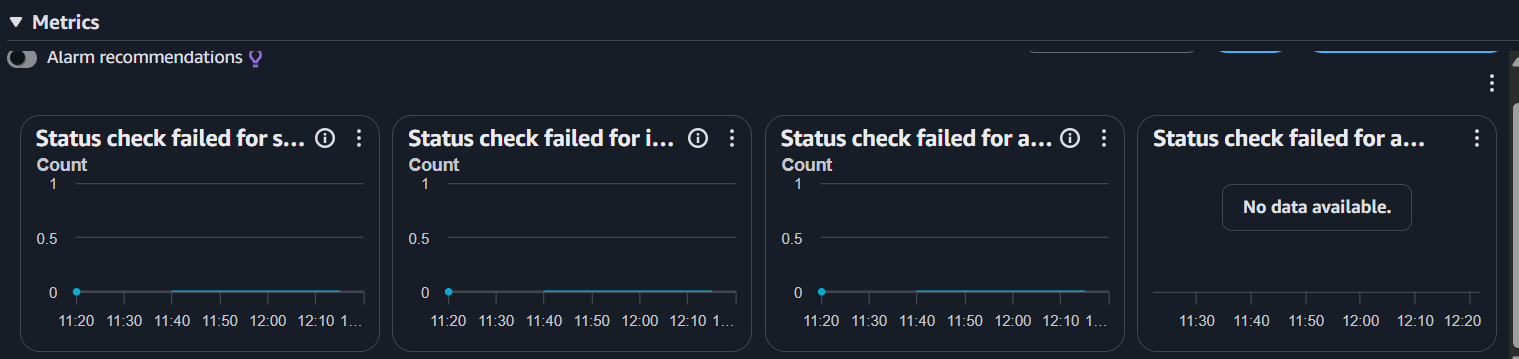 Metrics
Alarm recommendations
Status check failed for s...
Count
1
0.5
0
11:20 11:30 11:40 11:50 12:00 12:10 1...
Status check failed for i...
Count
1
0.5
0
11:20 11:30 11:40 11:50 12:00 12:10 1...
Status check failed for a...
Count
1
0.5
0
11:20 11:30 11:40 11:50 12:00 12:10 1...
Status check failed for a...
No data available.
11:30 11:40 11:50 12:00 12:10 12:20